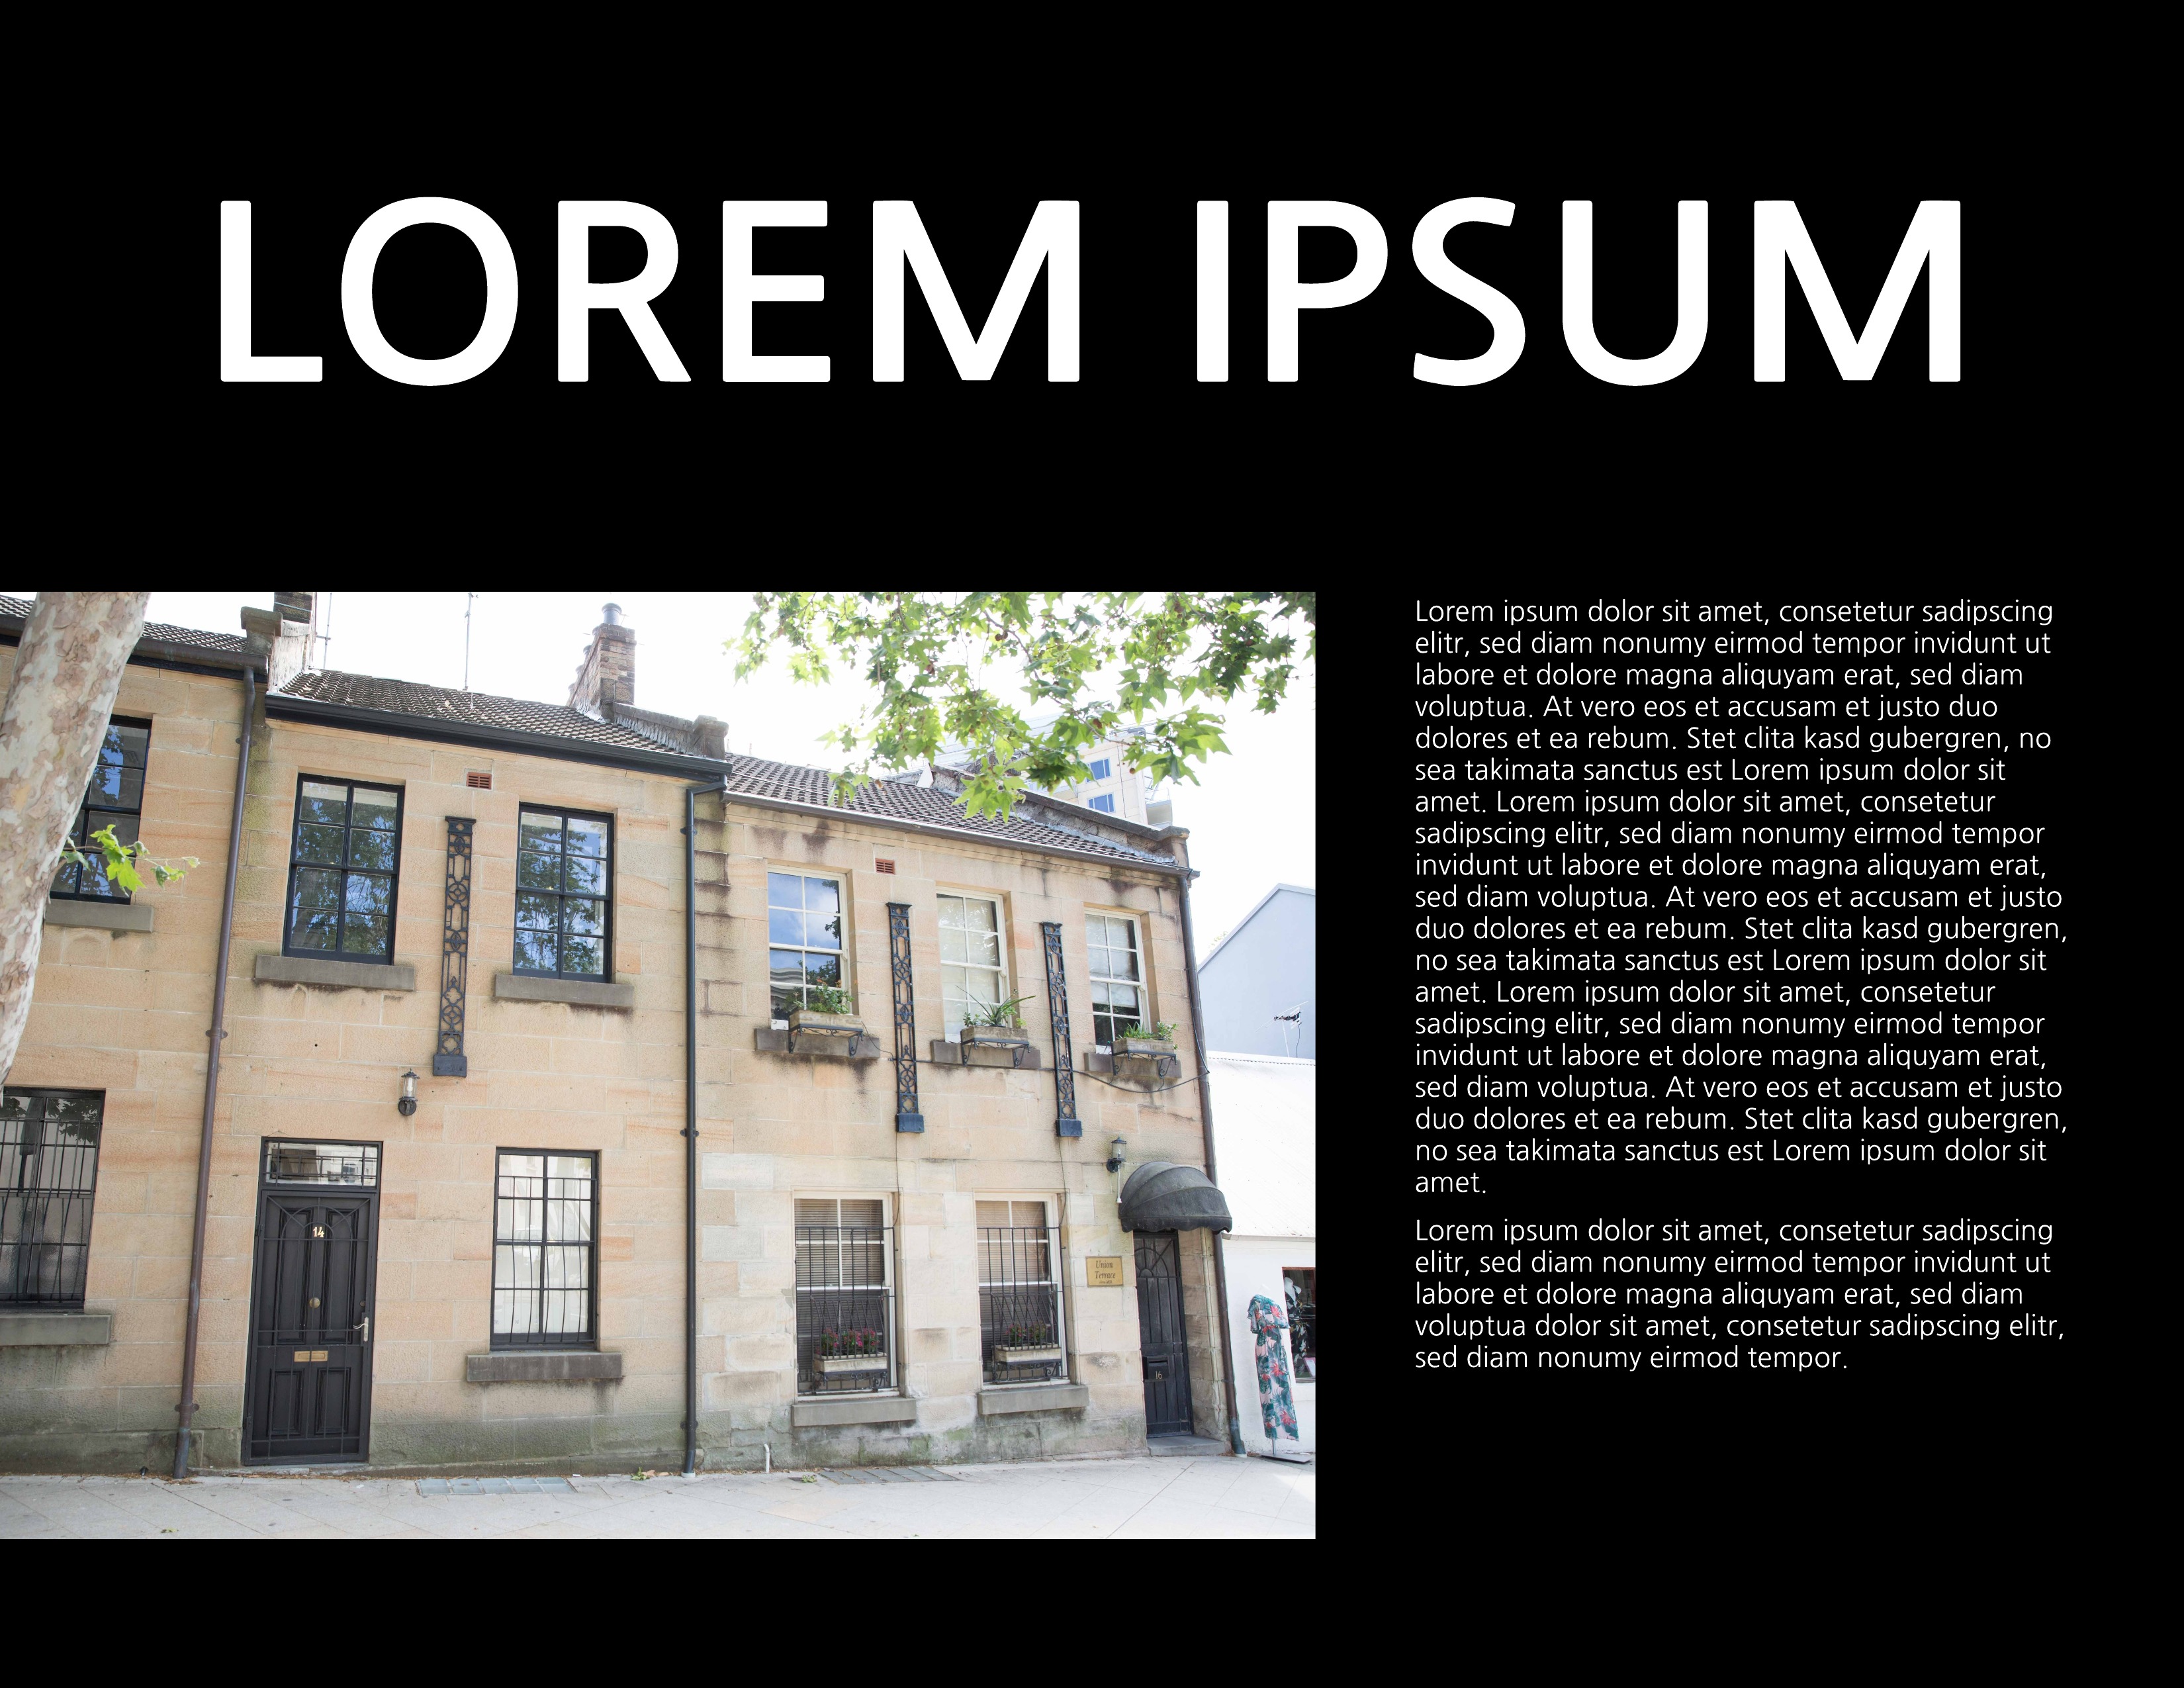 LOREM IPSUM
Lorem ipsum dolor sit amet, consetetur sadipscing
elitr, sed diam nonumy eirmod tempor invidunt ut
labore et dolore magna aliquyam erat, sed diam
voluptua. At vero eos et accusam et justo duo
dolores et ea rebum. Stet clita kasd gubergren, no
sea takimata sanctus est Lorem ipsum dolor sit
amet. Lorem ipsum dolor sit amet, consetetur
sadipscing elitr, sed diam nonumy eirmod tempor
invidunt ut labore et dolore magna aliquyam erat,
sed diam voluptua. At vero eos et accusam et justo
duo dolores et ea rebum. Stet clita kasd gubergren,
no sea takimata sanctus est Lorem ipsum dolor sit
amet. Lorem ipsum dolor sit amet, consetetur
sadipscing elitr, sed diam nonumy eirmod tempor
invidunt ut labore et dolore magna aliquyam erat,
sed diam voluptua. At vero eos et accusam et justo
duo dolores et ea rebum. Stet clita kasd gubergren,
no sea takimata sanctus est Lorem ipsum dolor sit
amet.
Lorem ipsum dolor sit amet, consetetur sadipscing
elitr, sed diam nonumy eirmod tempor invidunt ut
labore et dolore magna aliquyam erat, sed diam
voluptua dolor sit amet, consetetur sadipscing elitr,
sed diam nonumy eirmod tempor.
14
Union
Terrace
16